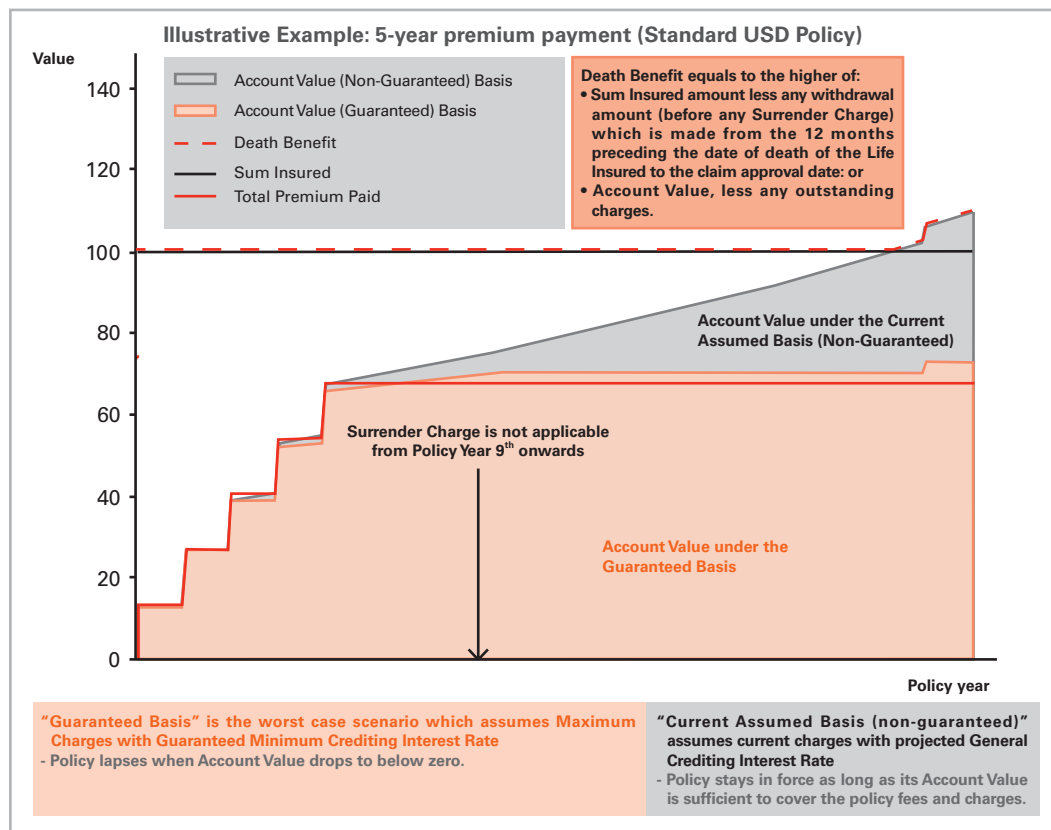 Illustrative Example: 5-year premium payment (Standard USD Policy)
Value
140
120
100
80
60
40
20
0
Account Value (Non-Guaranteed) Basis
Account Value (Guaranteed) Basis
Death Benefit
Sum Insured
Total Premium Paid
Death Benefit equals to the higher of:
• Sum Insured amount less any withdrawal
amount (before any Surrender Charge)
which is made from the 12 months
preceding the date of death of the Life
Insured to the claim approval date: or
• Account Value, less any outstanding
charges.
Account Value under the Current
Assumed Basis (Non-Guaranteed)
Surrender Charge is not applicable
from Policy Year 9th onwards
Account Value under the
Guaranteed Basis
Policy year
“Guaranteed Basis” is the worst case scenario which assumes Maximum
Charges with Guaranteed Minimum Crediting Interest Rate
- Policy lapses when Account Value drops to below zero.
“Current Assumed Basis (non-guaranteed)”
assumes current charges with projected General
Crediting Interest Rate
- Policy stays in force as long as its Account Value
is sufficient to cover the policy fees and charges.